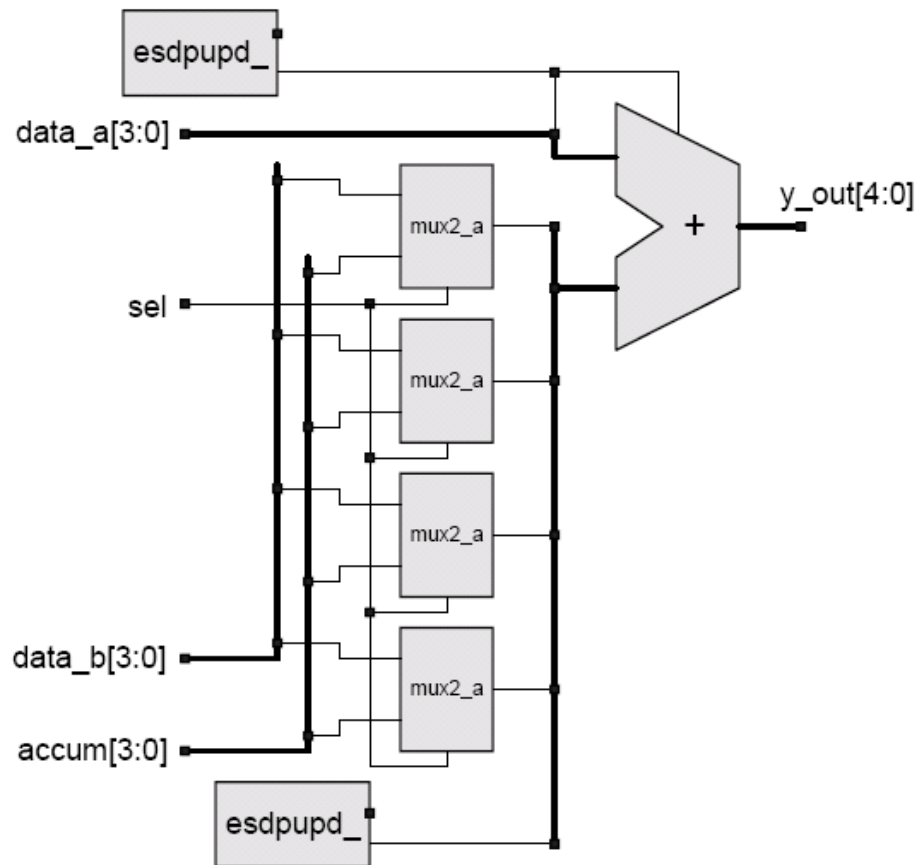 esdpupd_
data_a[3:0]
y_out[4:0]
mux2_a
+
sel
mux2_a
mux2_a
data_b[3:0]
mux2_a
accum[3:0]
esdpupd_